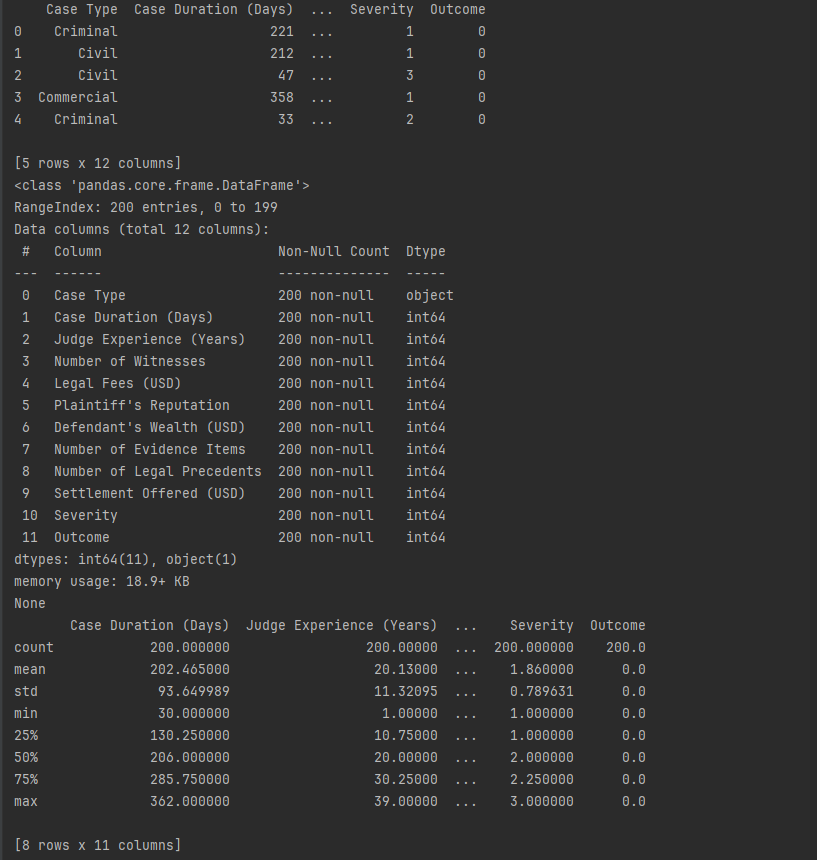 Case Type  Case Duration (Days)  ...  Severity  Outcome
0    Criminal                   221  ...         1        0
1       Civil                   212  ...         1        0
2       Civil                    47  ...         3        0
3  Commercial                   358  ...         1        0
4    Criminal                    33  ...         2        0
[5 rows x 12 columns]
<class 'pandas.core.frame.DataFrame'>
RangeIndex: 200 entries, 0 to 199
Data columns (total 12 columns):
 #   Column                      Non-Null Count  Dtype
---  ------                      --------------  -----
 0   Case Type                   200 non-null    object
 1   Case Duration (Days)        200 non-null    int64
 2   Judge Experience (Years)    200 non-null    int64
 3   Number of Witnesses         200 non-null    int64
 4   Legal Fees (USD)            200 non-null    int64
 5   Plaintiff's Reputation      200 non-null    int64
 6   Defendant's Wealth (USD)    200 non-null    int64
 7   Number of Evidence Items    200 non-null    int64
 8   Number of Legal Precedents  200 non-null    int64
 9   Settlement Offered (USD)    200 non-null    int64
 10  Severity                    200 non-null    int64
 11  Outcome                     200 non-null    int64
dtypes: int64(11), object(1)
memory usage: 18.9+ KB
None
       Case Duration (Days)  Judge Experience (Years)  ...    Severity  Outcome
count            200.000000                 200.00000  ...  200.000000    200.0
mean             202.465000                  20.13000  ...    1.860000      0.0
std               93.649989                  11.32095  ...    0.789631      0.0
min               30.000000                   1.00000  ...    1.000000      0.0
25%              130.250000                  10.75000  ...    1.000000      0.0
50%              206.000000                  20.00000  ...    2.000000      0.0
75%              285.750000                  30.25000  ...    2.250000      0.0
max              362.000000                  39.00000  ...    3.000000      0.0
[8 rows x 11 columns]